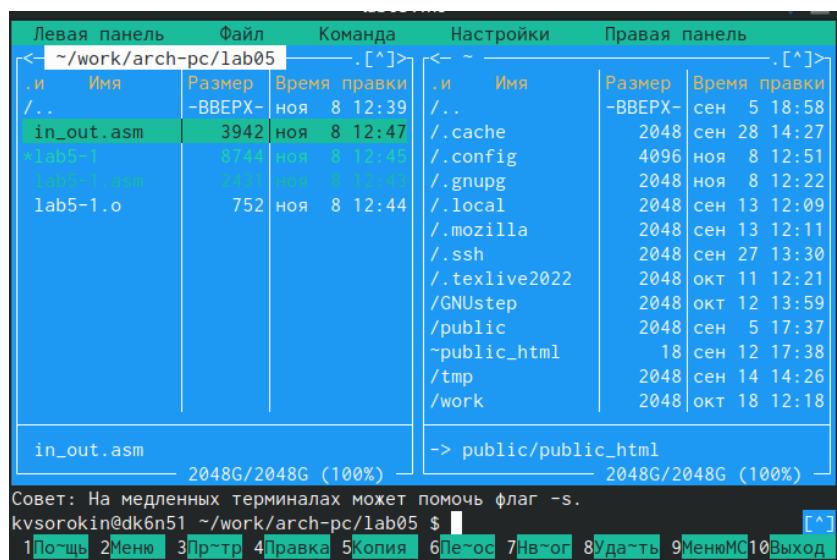 Левая панель Файл Команда Настройки Правая панель
<- ~/work/arch-pc/lab05 .[^]> <- ~ .[^]>
.и Имя Размер Время правки .и Имя Размер Время правки
/.. -ВВЕРХ- ноя 8 12:39 /.. -ВВЕРХ- сен 5 18:58
in_out.asm 3942 ноя 8 12:47 /.cache 2048 сен 28 14:27
*lab5-1 8744 ноя 8 12:45 /.config 4096 ноя 8 12:51
lab5-1.asm 2431 ноя 8 12:43 /.gnupg 2048 ноя 8 12:22
lab5-1.o 752 ноя 8 12:44 /.local 2048 сен 13 12:09
/.mozilla 2048 сен 13 12:11
/.ssh 2048 сен 27 13:30
/.texlive2022 2048 окт 11 12:21
/GNUstep 2048 окт 12 13:59
/public 2048 сен 5 17:37
~public_html 18 сен 12 17:38
/tmp 2048 сен 14 14:26
/work 2048 окт 18 12:18
in_out.asm -> public/public_html
2048G/2048G (100%) 2048G/2048G (100%)
Совет: На медленных терминалах может помочь флаг -s.
kvsorokin@dk6n51 ~/work/arch-pc/lab05 $ [^]
1По~щь 2Меню 3Пр~тр 4Правка 5Копия 6Пе~ос 7Нв~ог 8Уда~ть 9МенюMC 10Выход